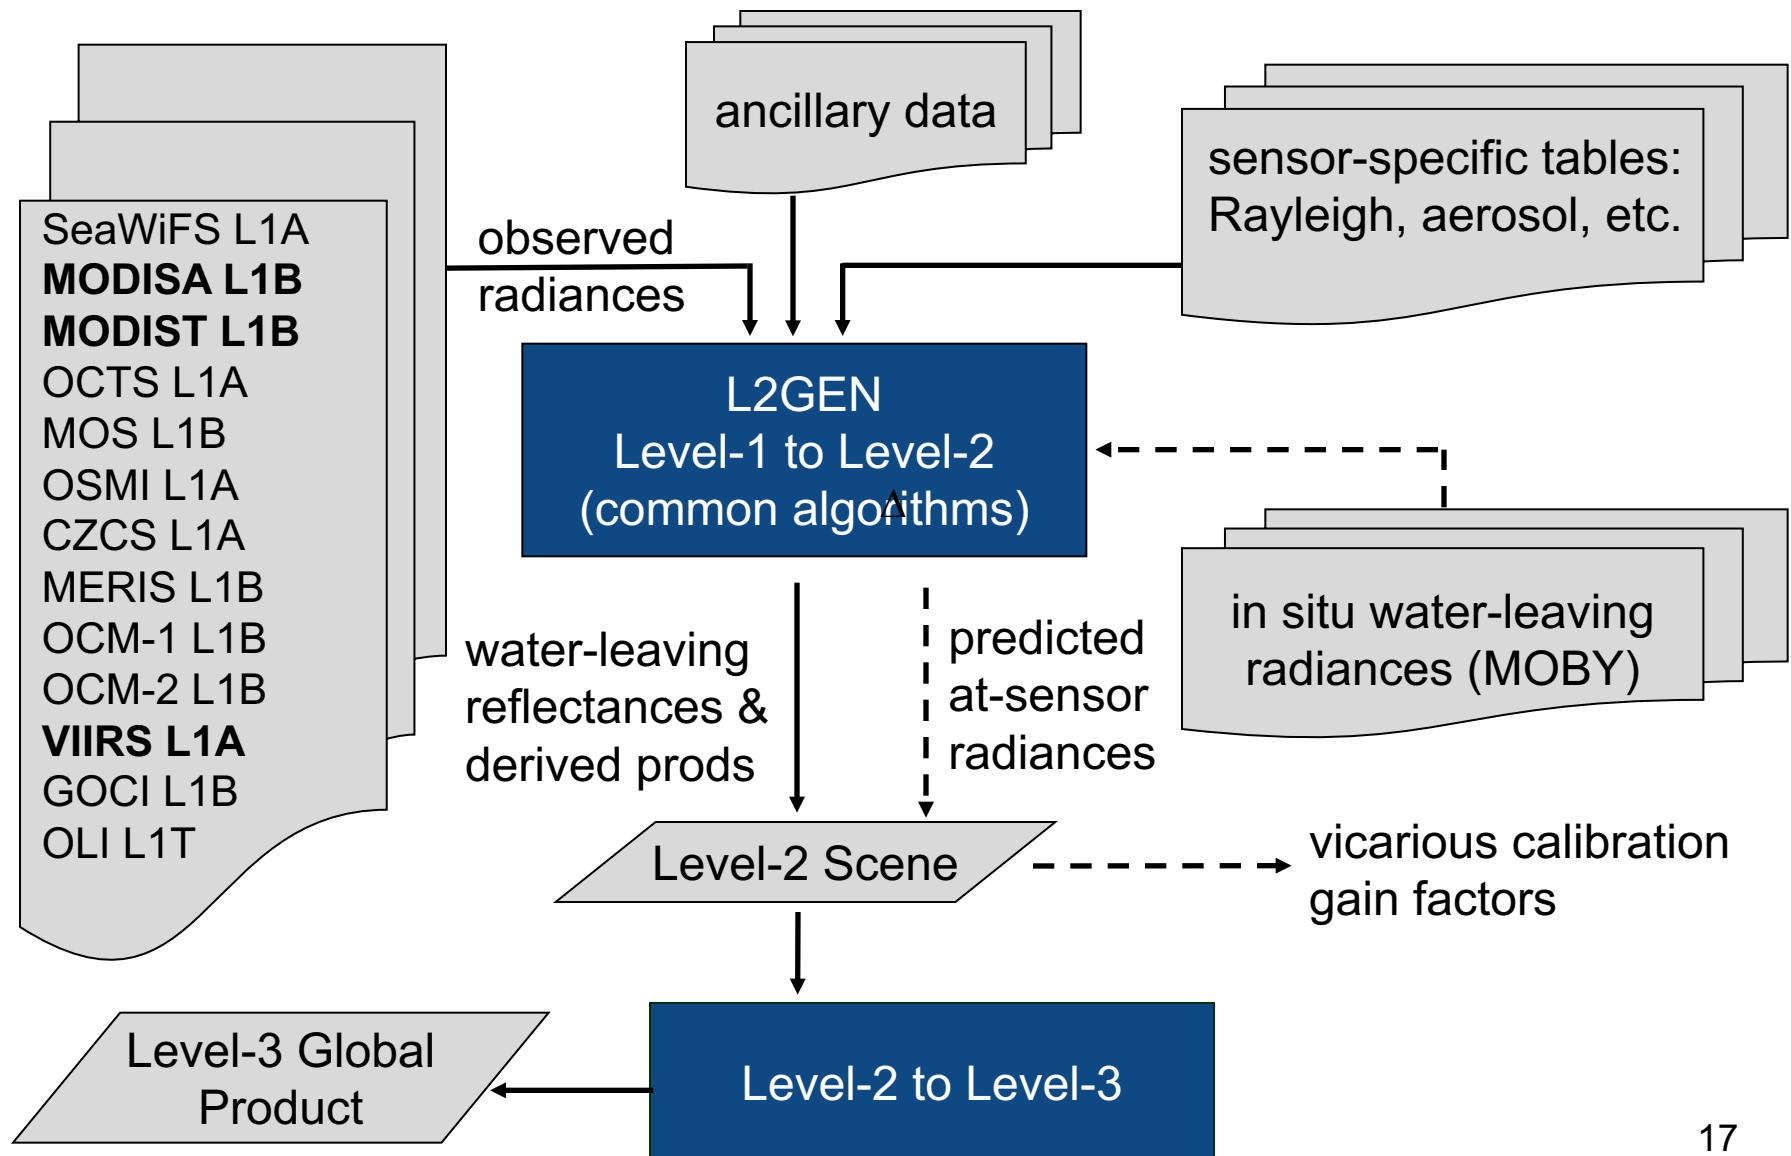 ancillary data
sensor-specific tables:
Rayleigh, aerosol, etc.
SeaWiFS L1A
MODISA L1B
MODIST L1B
OCTS L1A
MOS L1B
OSMI L1A
CZCS L1A
MERIS L1B
OCM-1 L1B
OCM-2 L1B
VIIRS L1A
GOCI L1B
OLI L1T
observed
radiances
L2GEN
Level-1 to Level-2
(common algorithms)
Δ
in situ water-leaving
radiances (MOBY)
water-leaving
reflectances &
derived prods
predicted
at-sensor
radiances
Level-2 Scene
vicarious calibration
gain factors
Level-3 Global
Product
Level-2 to Level-3
17